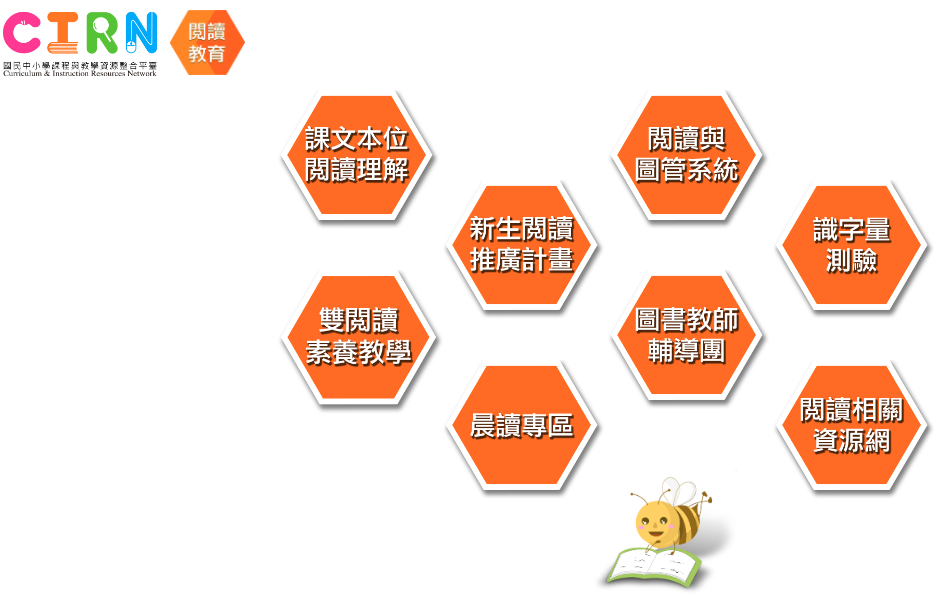 CIRN
國民中小學課程與教學資源整合平臺
Curriculum & Instruction Resources Network
閱讀
教育
課文本位
閱讀理解
閱讀與
圖管系統
新生閱讀
推廣計畫
識字量
測驗
雙閱讀
素養教學
圖書教師
輔導團
晨讀專區
閱讀相關
資源網